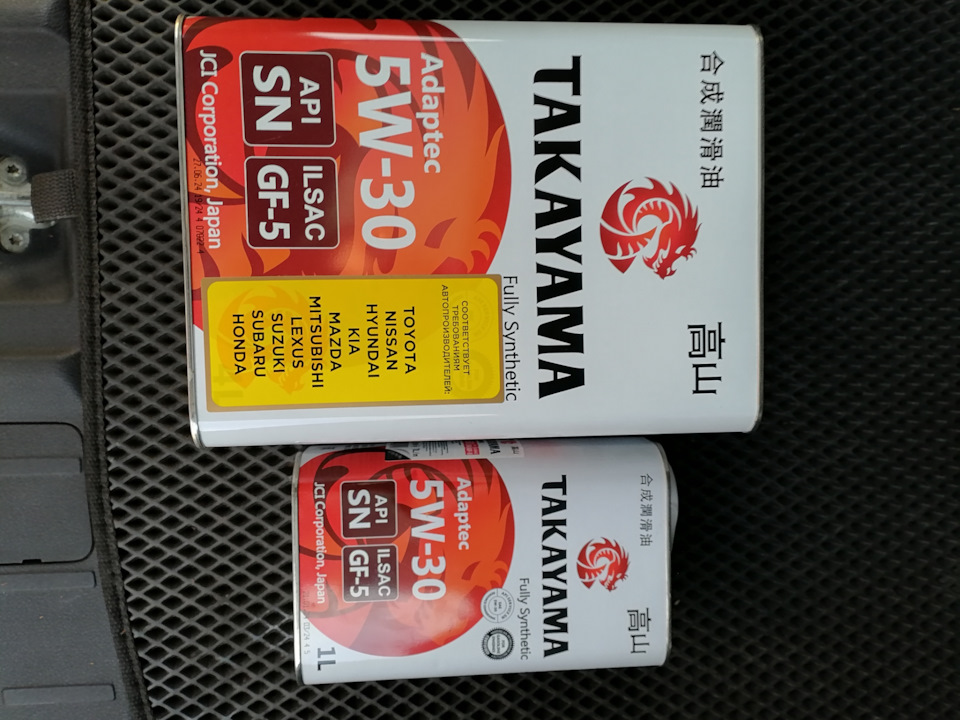 合成潤滑油
高山
TAKAYAMA
Fully Synthetic
Adaptec
5W-30
API
SN
ILSAC
GF-5
JCI Corporation, Japan
СООТВЕТСТВУЕТ
ТРЕБОВАНИЯМ
АВТОПРОИЗВОДИТЕЛЕЙ:
TOYOTA
NISSAN
HYUNDAI
KIA
MAZDA
MITSUBISHI
LEXUS
SUZUKI
SUBARU
HONDA
合成潤滑油
高山
TAKAYAMA
Fully Synthetic
Adaptec
5W-30
API
SN
ILSAC
GF-5
JCI Corporation, Japan
1L